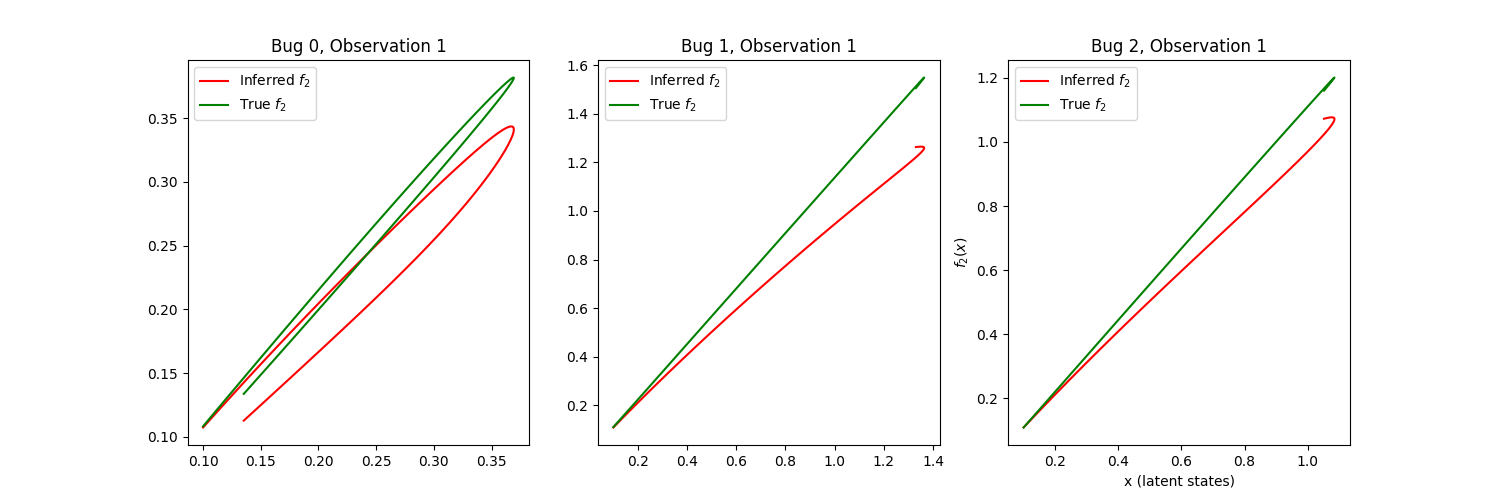 Bug 0, Observation 1
Inferred f₂
True f₂
0.35
0.30
0.25
0.20
0.15
0.10
0.10 0.15 0.20 0.25 0.30 0.35
Bug 1, Observation 1
Inferred f₂
True f₂
1.6
1.4
1.2
1.0
0.8
0.6
0.4
0.2
0.2 0.4 0.6 0.8 1.0 1.2 1.4
Bug 2, Observation 1
Inferred f₂
True f₂
f₂(x)
1.2
1.0
0.8
0.6
0.4
0.2
0.2 0.4 0.6 0.8 1.0
x (latent states)